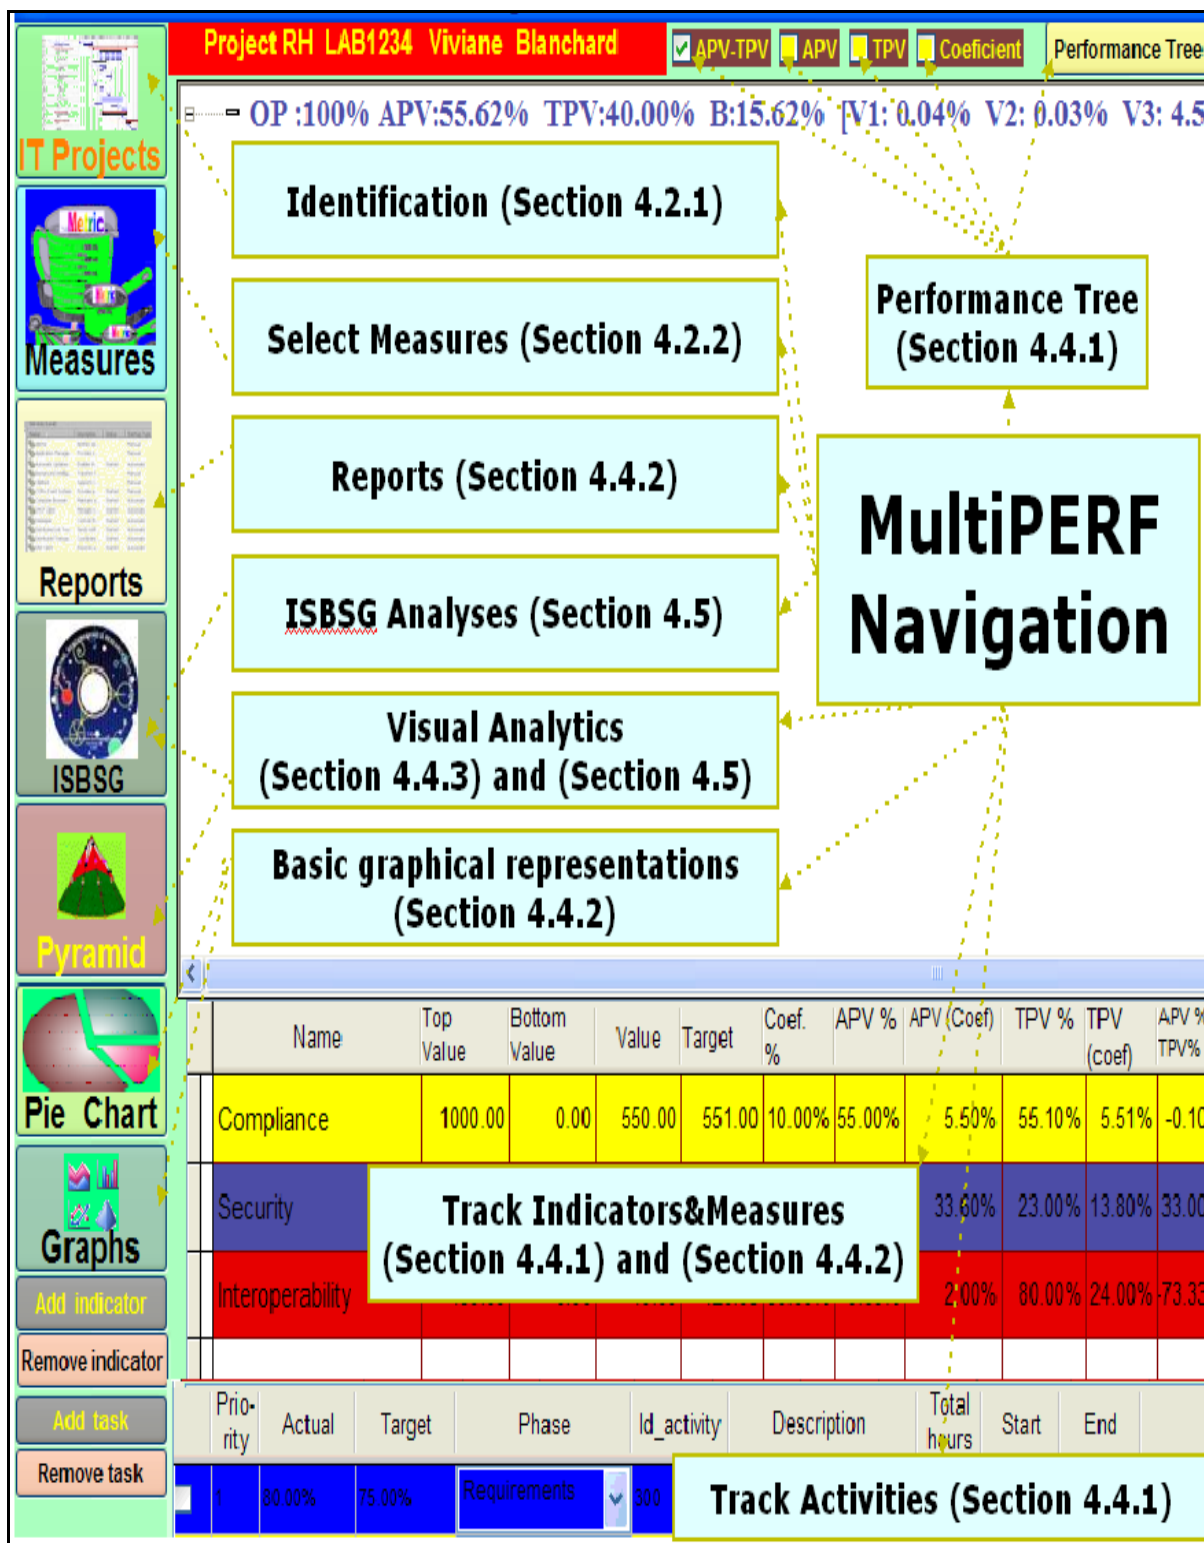 Project RH LAB1234 Viviane Blanchard
APV-TPV APV TPV Coeficient
Performance Tree
OP :100% APV:55.62% TPV:40.00% B:15.62% [V1: 0.04% V2: 0.03% V3: 4.5
IT Projects
Metric
Measures
Reports
ISBSG
Pyramid
Pie Chart
Graphs
Add indicator
Remove indicator
Add task
Remove task
Identification (Section 4.2.1)
Select Measures (Section 4.2.2)
Reports (Section 4.4.2)
ISBSG Analyses (Section 4.5)
Visual Analytics
(Section 4.4.3) and (Section 4.5)
Basic graphical representations
(Section 4.4.2)
Performance Tree
(Section 4.4.1)
MultiPERF
Navigation
Name Top Value Bottom Value Value Target Coef. % APV % APV (Coef) TPV % TPV (coef) APV % TPV%
Compliance 1000.00 0.00 550.00 551.00 10.00% 55.00% 5.50% 55.10% 5.51% -0.10
Security 33.60% 23.00% 13.80% 33.00
Interoperability 2.00% 80.00% 24.00% -73.33
Track Indicators&Measures
(Section 4.4.1) and (Section 4.4.2)
Prio-rity Actual Target Phase Id_activity Description Total hours Start End
1 80.00% 75.00% Requirements 300
Track Activities (Section 4.4.1)